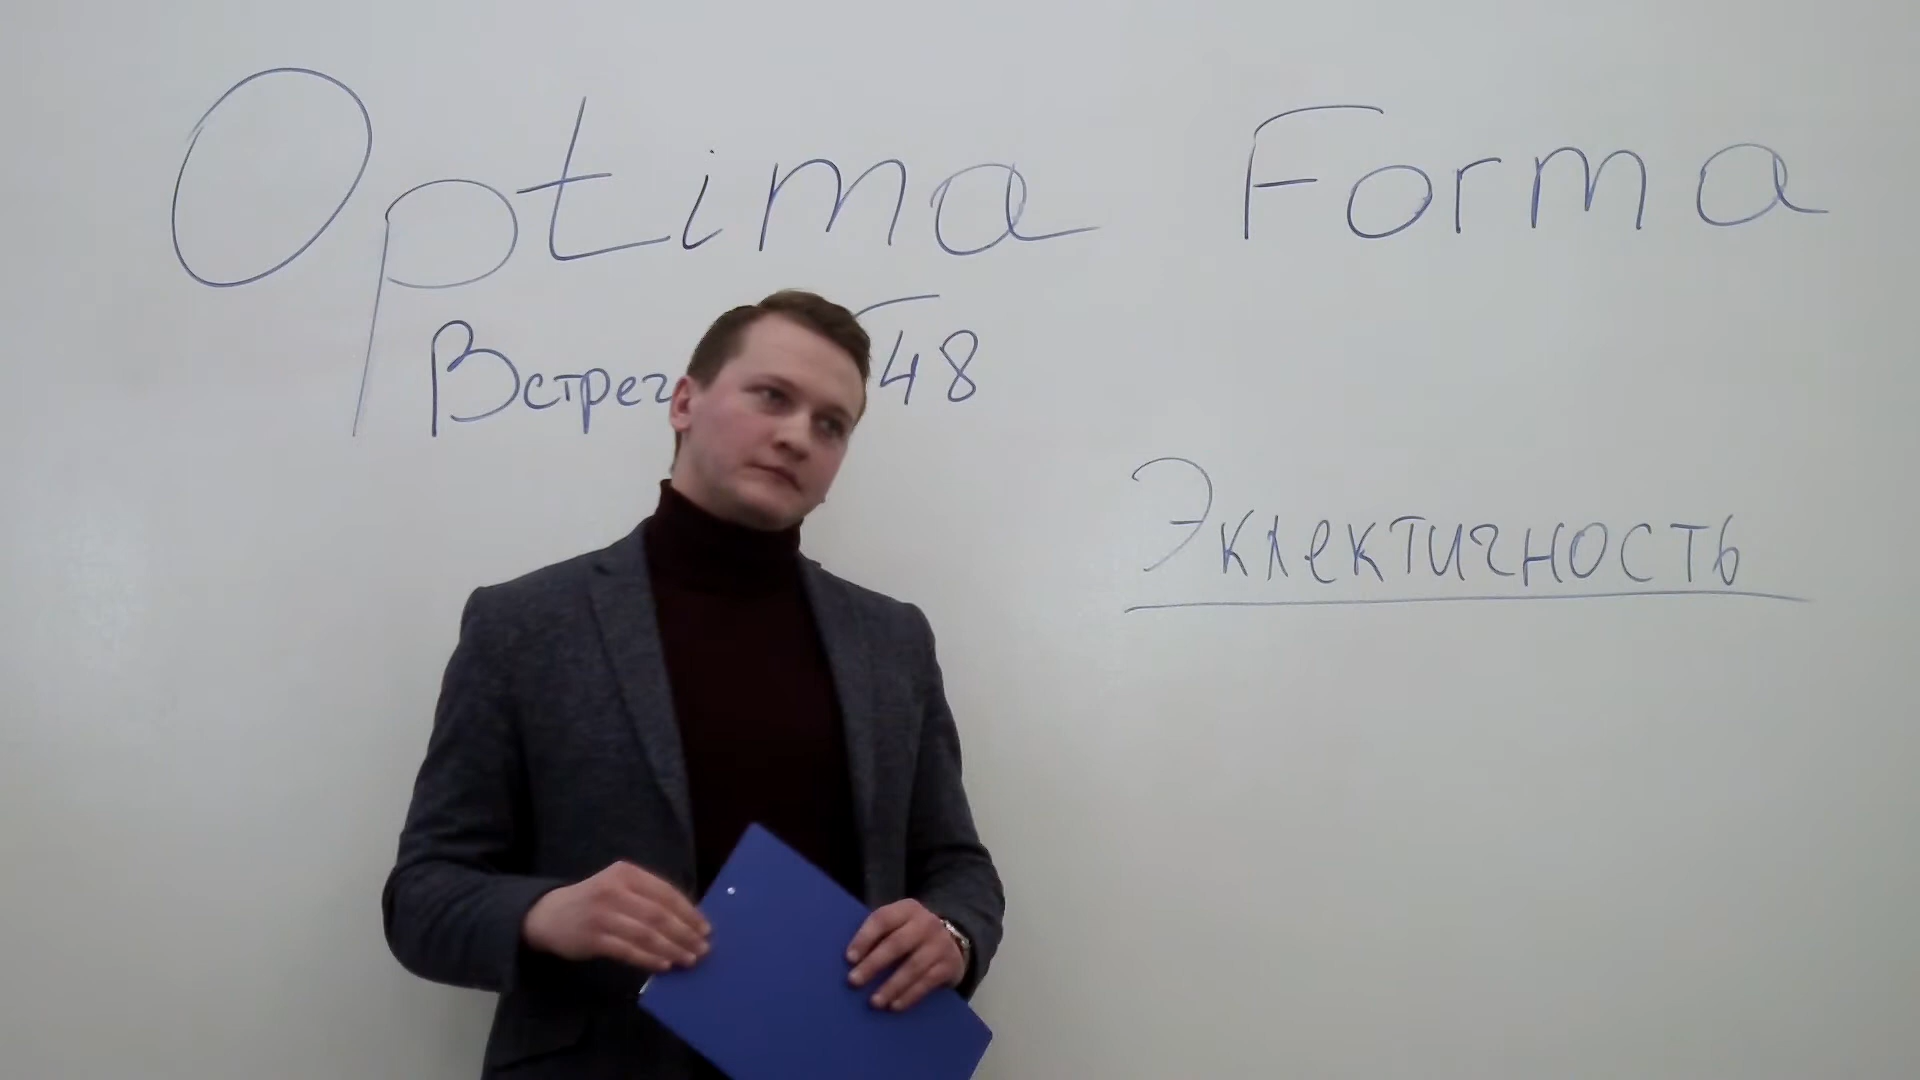 Optima Forma
Встреч 48
Эклектичность